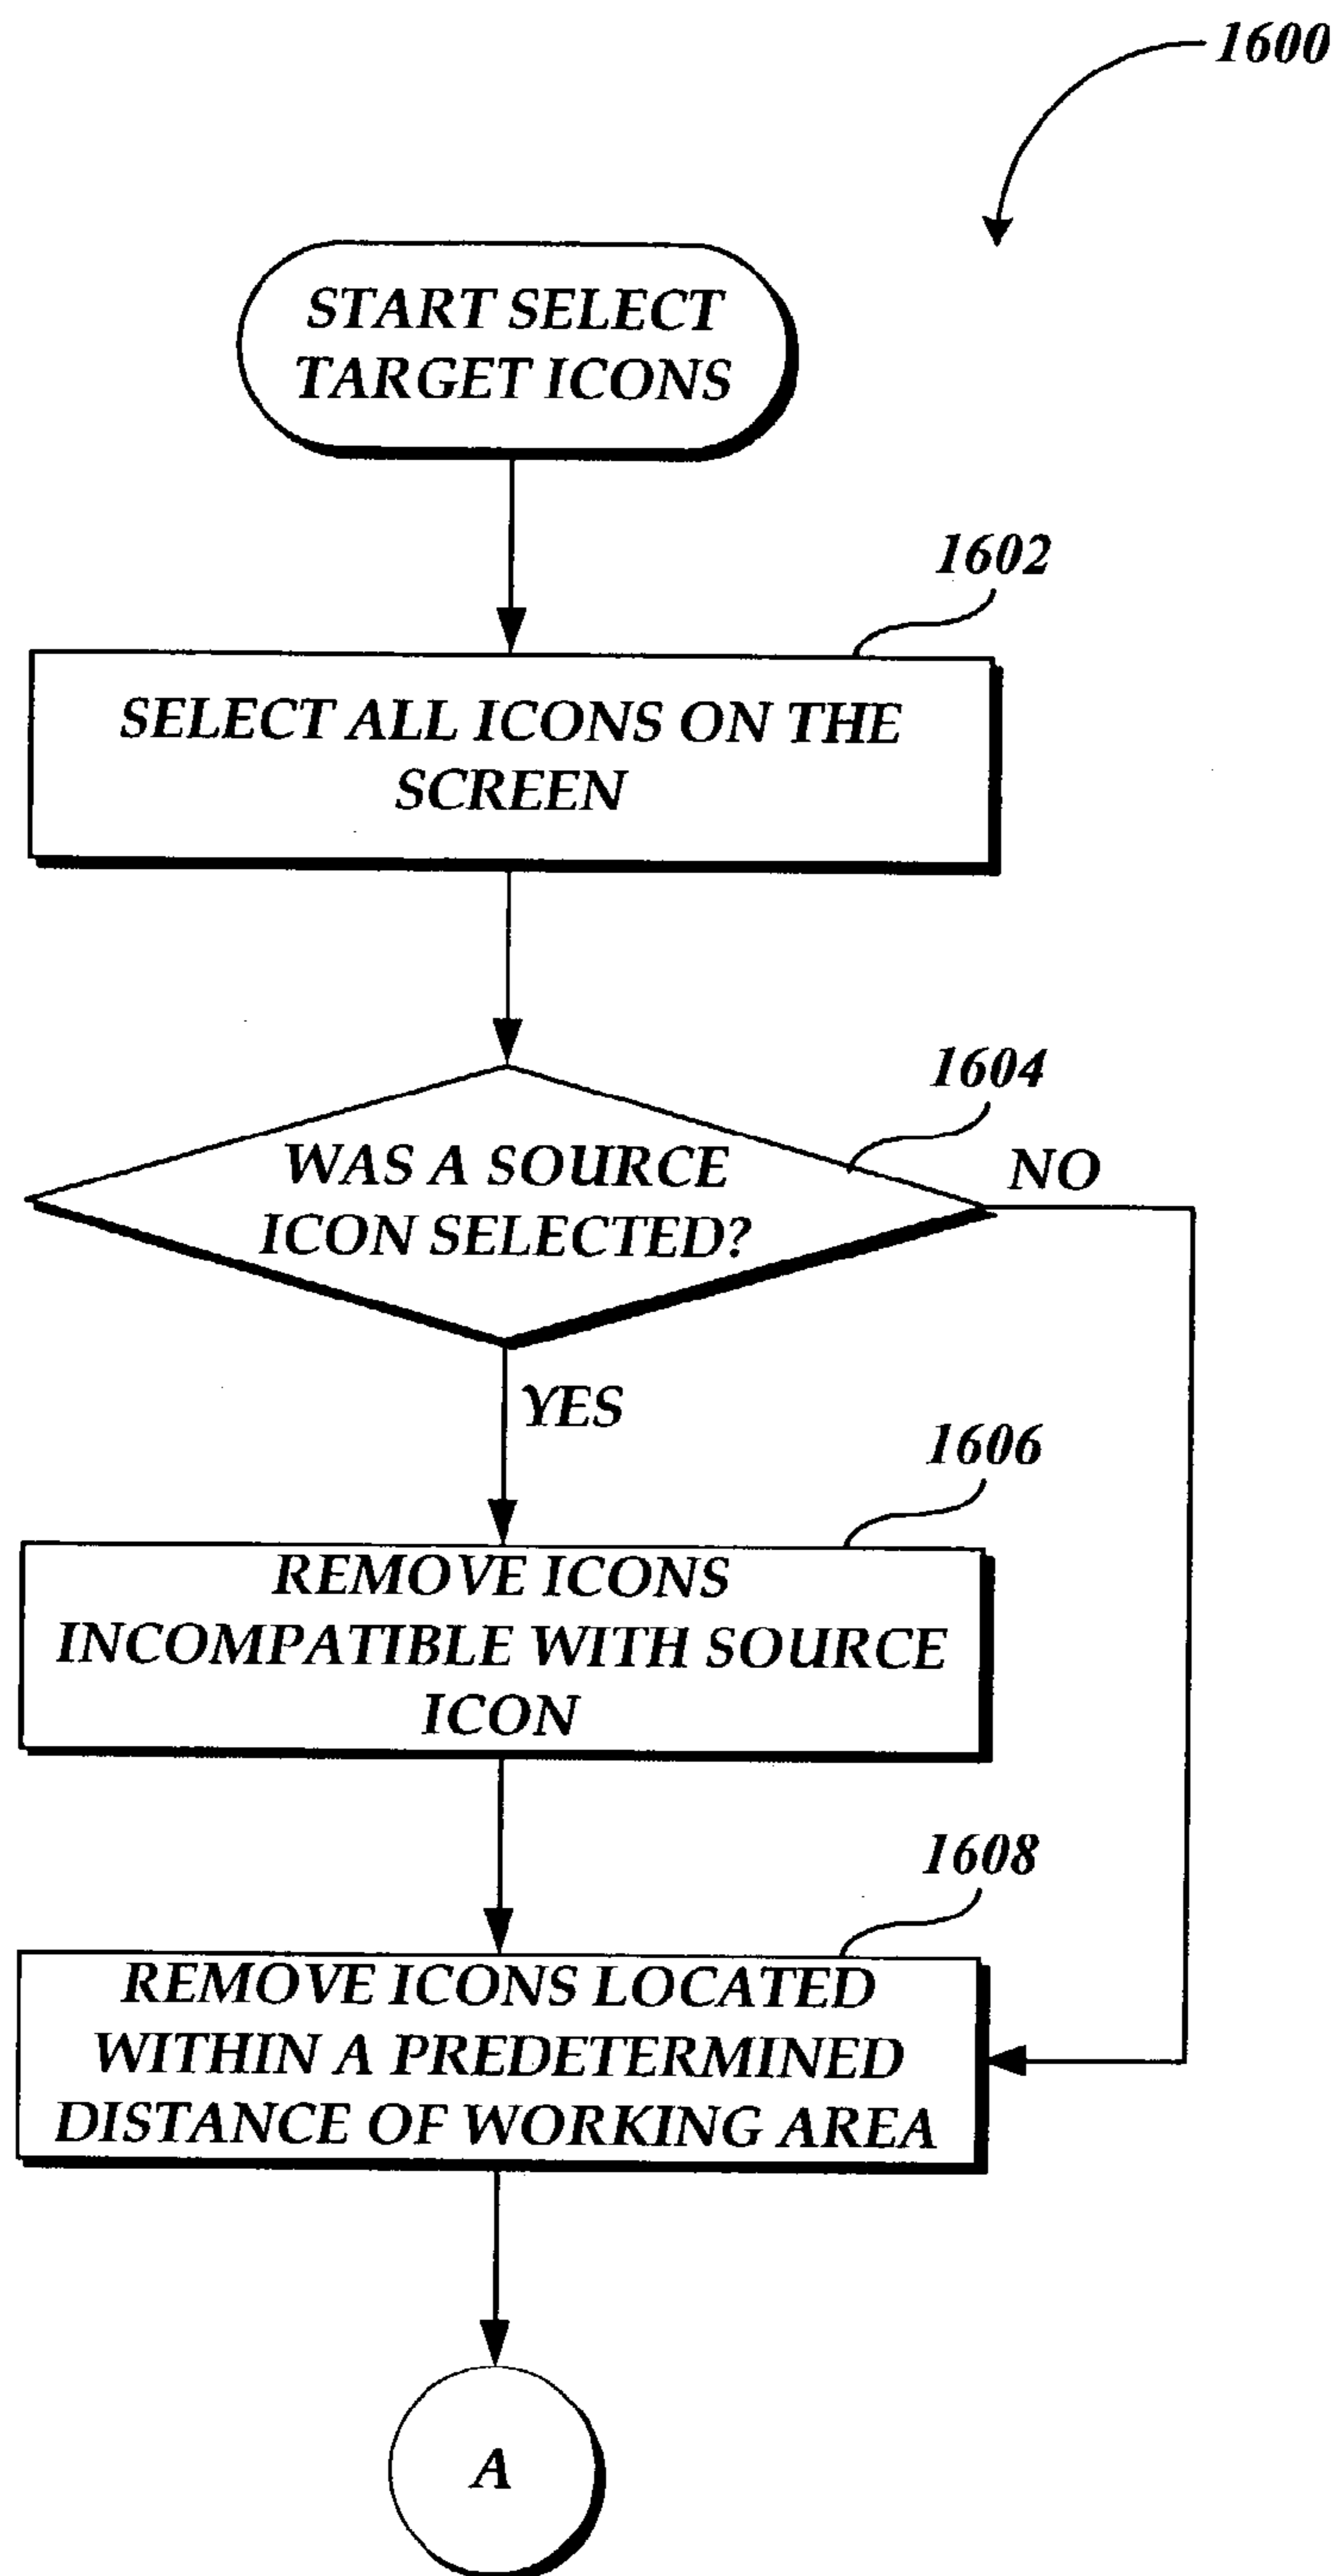 1600
START SELECT
TARGET ICONS
1602
SELECT ALL ICONS ON THE
SCREEN
1604
WAS A SOURCE
ICON SELECTED?
NO
YES
1606
REMOVE ICONS
INCOMPATIBLE WITH SOURCE
ICON
1608
REMOVE ICONS LOCATED
WITHIN A PREDETERMINED
DISTANCE OF WORKING AREA
A